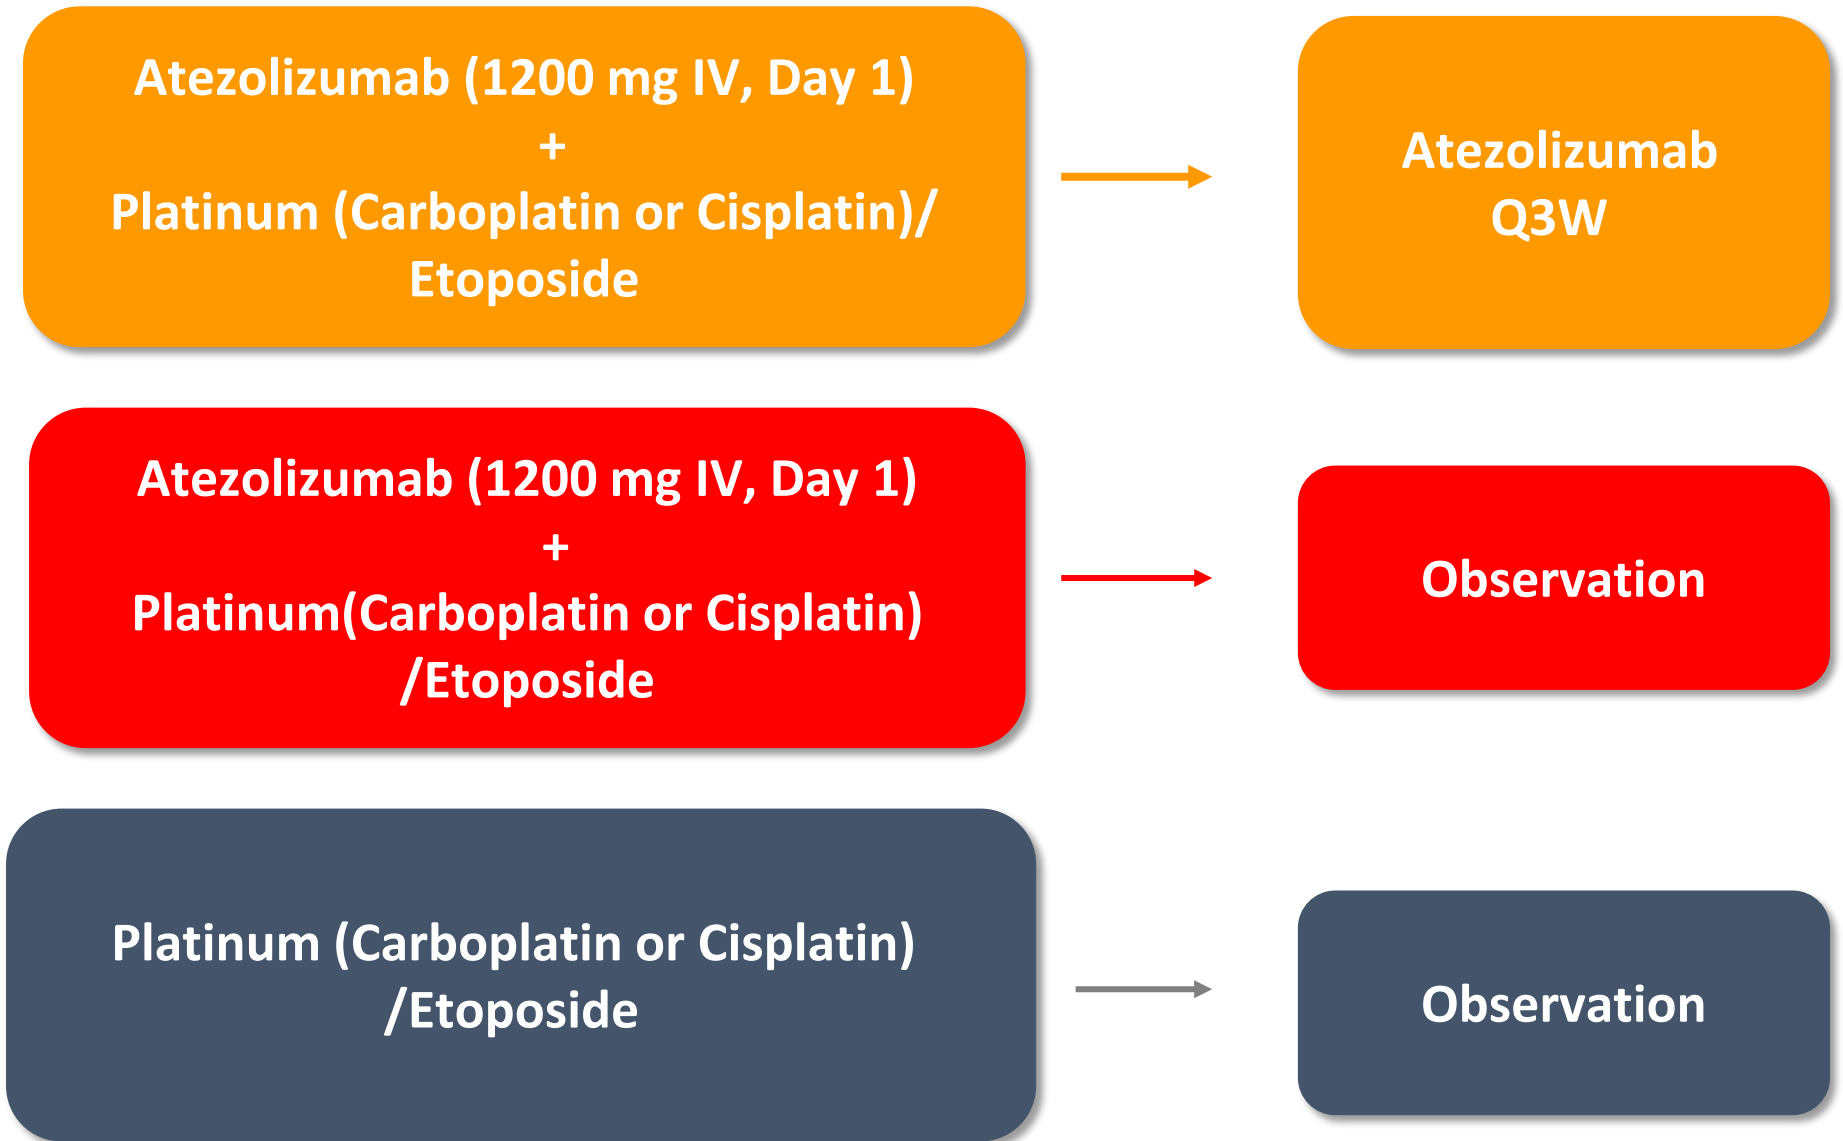 Atezolizumab (1200 mg IV, Day 1)
+
Platinum (Carboplatin or Cisplatin)/
Etoposide
Atezolizumab
Q3W
Atezolizumab (1200 mg IV, Day 1)
+
Platinum(Carboplatin or Cisplatin)
/Etoposide
Observation
Platinum (Carboplatin or Cisplatin)
/Etoposide
Observation